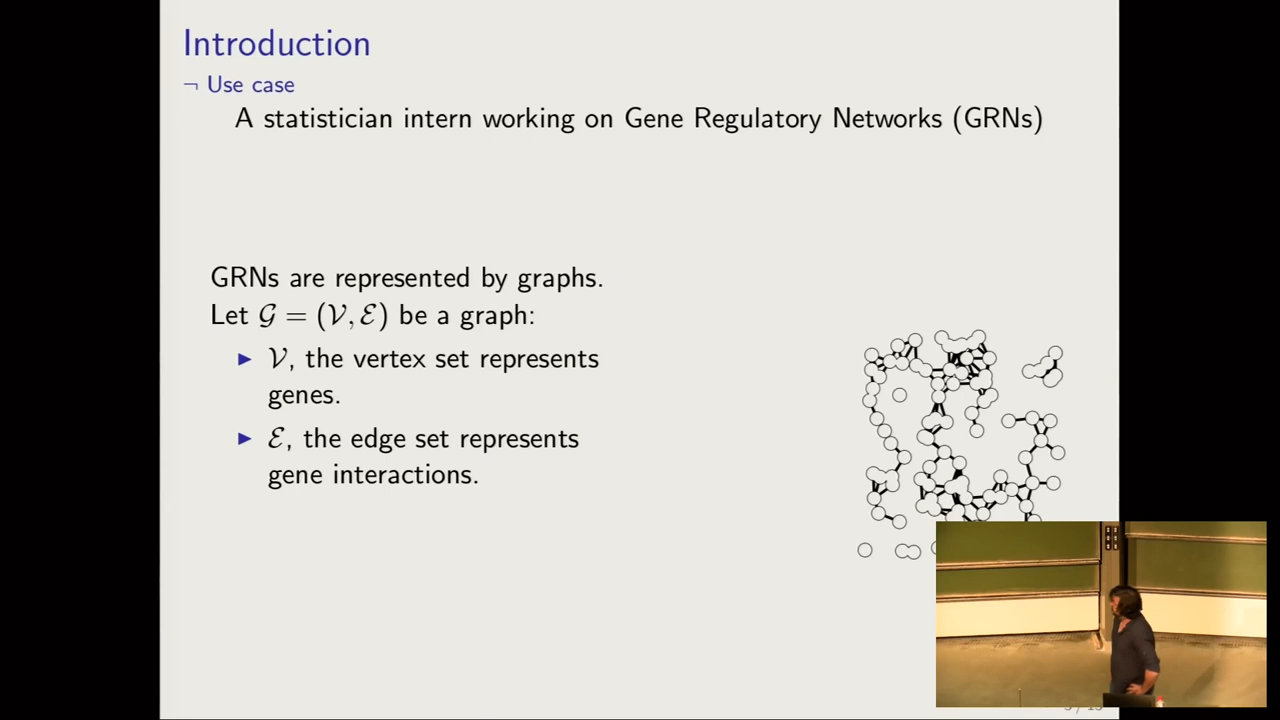 Introduction
¬ Use case
A statistician intern working on Gene Regulatory Networks (GRNs)
GRNs are represented by graphs.
Let 𝒢 = (𝒱, ℰ) be a graph:
▶ 𝒱, the vertex set represents
genes.
▶ ℰ, the edge set represents
gene interactions.